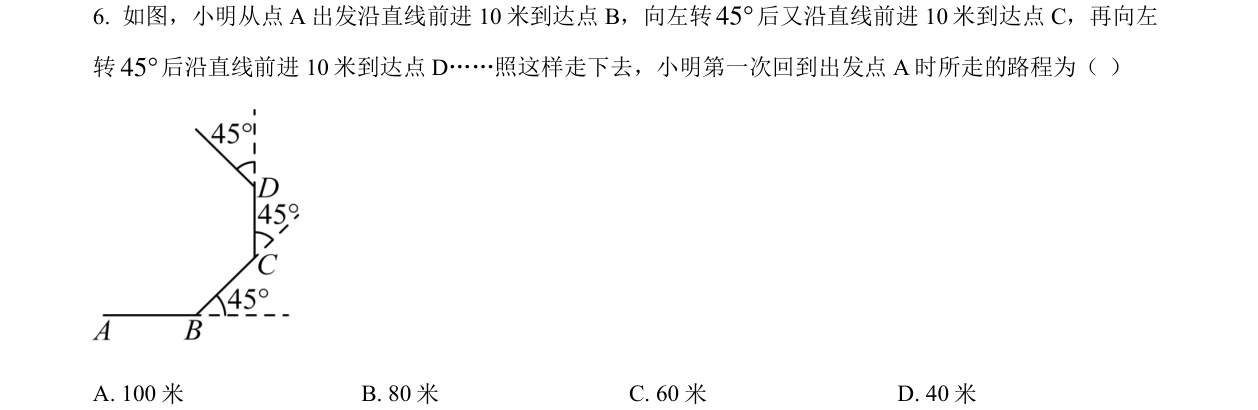 6. 如图，小明从点 A 出发沿直线前进 10 米到达点 B，向左转 45° 后又沿直线前进 10 米到达点 C，再向左
转 45° 后沿直线前进 10 米到达点 D……照这样走下去，小明第一次回到出发点 A 时所走的路程为（ ）
45°
D
45°
C
45°
A B
A. 100 米 B. 80 米 C. 60 米 D. 40 米